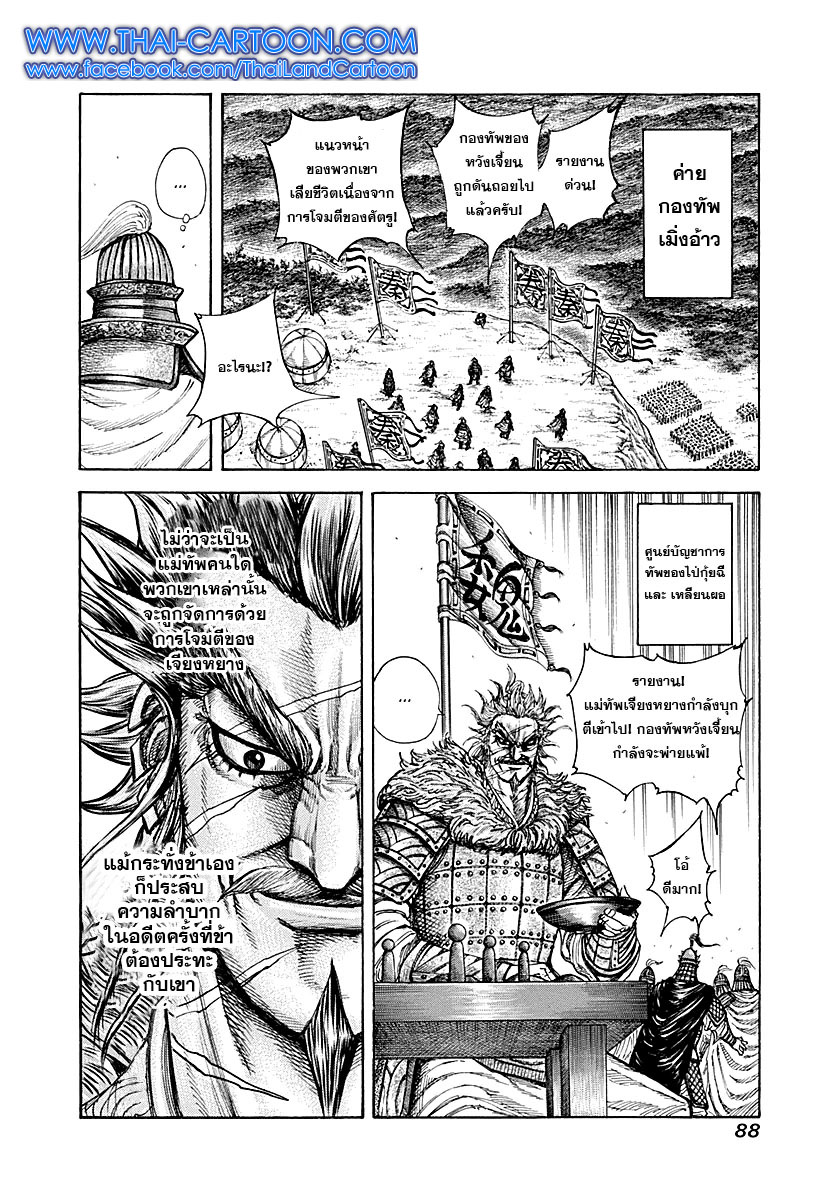 WWW.THAI-CARTOON.COM
www.facebook.com/ThaiLandCartoon
ค่าย
กองทัพ
เมิ่งอ้าว
รายงาน
ด่วน!
กองทัพของ
หวังเจี้ยน
ถูกดันถอยไป
แล้วครับ!
แนวหน้า
ของพวกเขา
เสียชีวิตเนื่องจาก
การโจมตีของศัตรู!
อะไรนะ!?
...
ศูนย์บัญชาการ
ทัพของไป่กุ้ยฉี
และ เหลียนผอ
รายงาน!
แม่ทัพเจียงหยางกำลังบุก
ตีเข้าไป! กองทัพหวังเจี้ยน
กำลังจะพ่ายแพ้!
...
โอ้
ดีมาก!
ไม่ว่าจะเป็น
แม่ทัพคนใด
พวกเขาเหล่านั้น
จะถูกจัดการด้วย
การโจมตีของ
เจียงหยาง
แม้กระทั่งข้าเอง
ก็ประสบ
ความลำบาก
ในอดีตครั้งที่ข้า
ต้องปะทะ
กับเขา
88